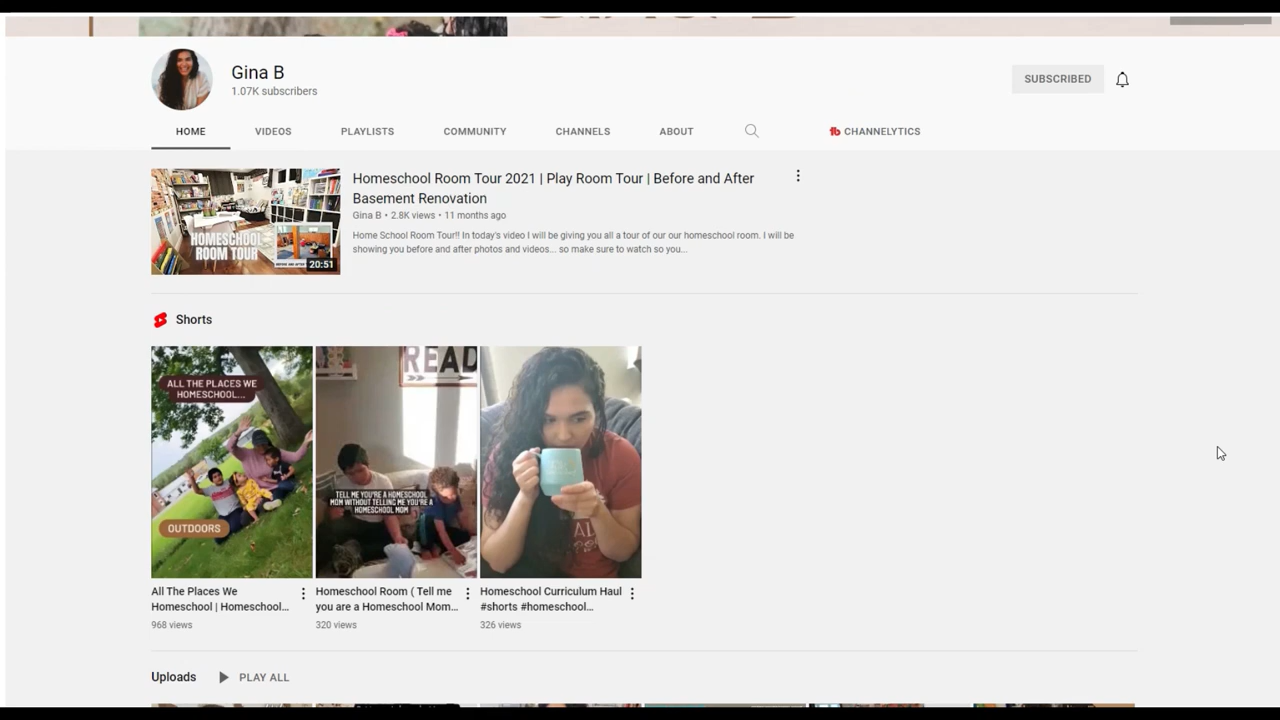 Gina B
1.07K subscribers
SUBSCRIBED
HOME
VIDEOS
PLAYLISTS
COMMUNITY
CHANNELS
ABOUT
CHANNELYTICS
HOMESCHOOL
ROOM TOUR
BEFORE AND AFTER
20:51
Homeschool Room Tour 2021 | Play Room Tour | Before and After
Basement Renovation
Gina B • 2.8K views • 11 months ago
Home School Room Tour!! In today's video I will be giving you all a tour of our our homeschool room. I will be
showing you before and after photos and videos... so make sure to watch so you...
Shorts
ALL THE PLACES WE
HOMESCHOOL...
OUTDOORS
READ
TELL ME YOU'RE A HOMESCHOOL
MOM WITHOUT TELLING ME YOU'RE A
HOMESCHOOL MOM
All The Places We
Homeschool | Homeschool...
968 views
Homeschool Room ( Tell me
you are a Homeschool Mom...
320 views
Homeschool Curriculum Haul
#shorts #homeschool...
326 views
Uploads
PLAY ALL